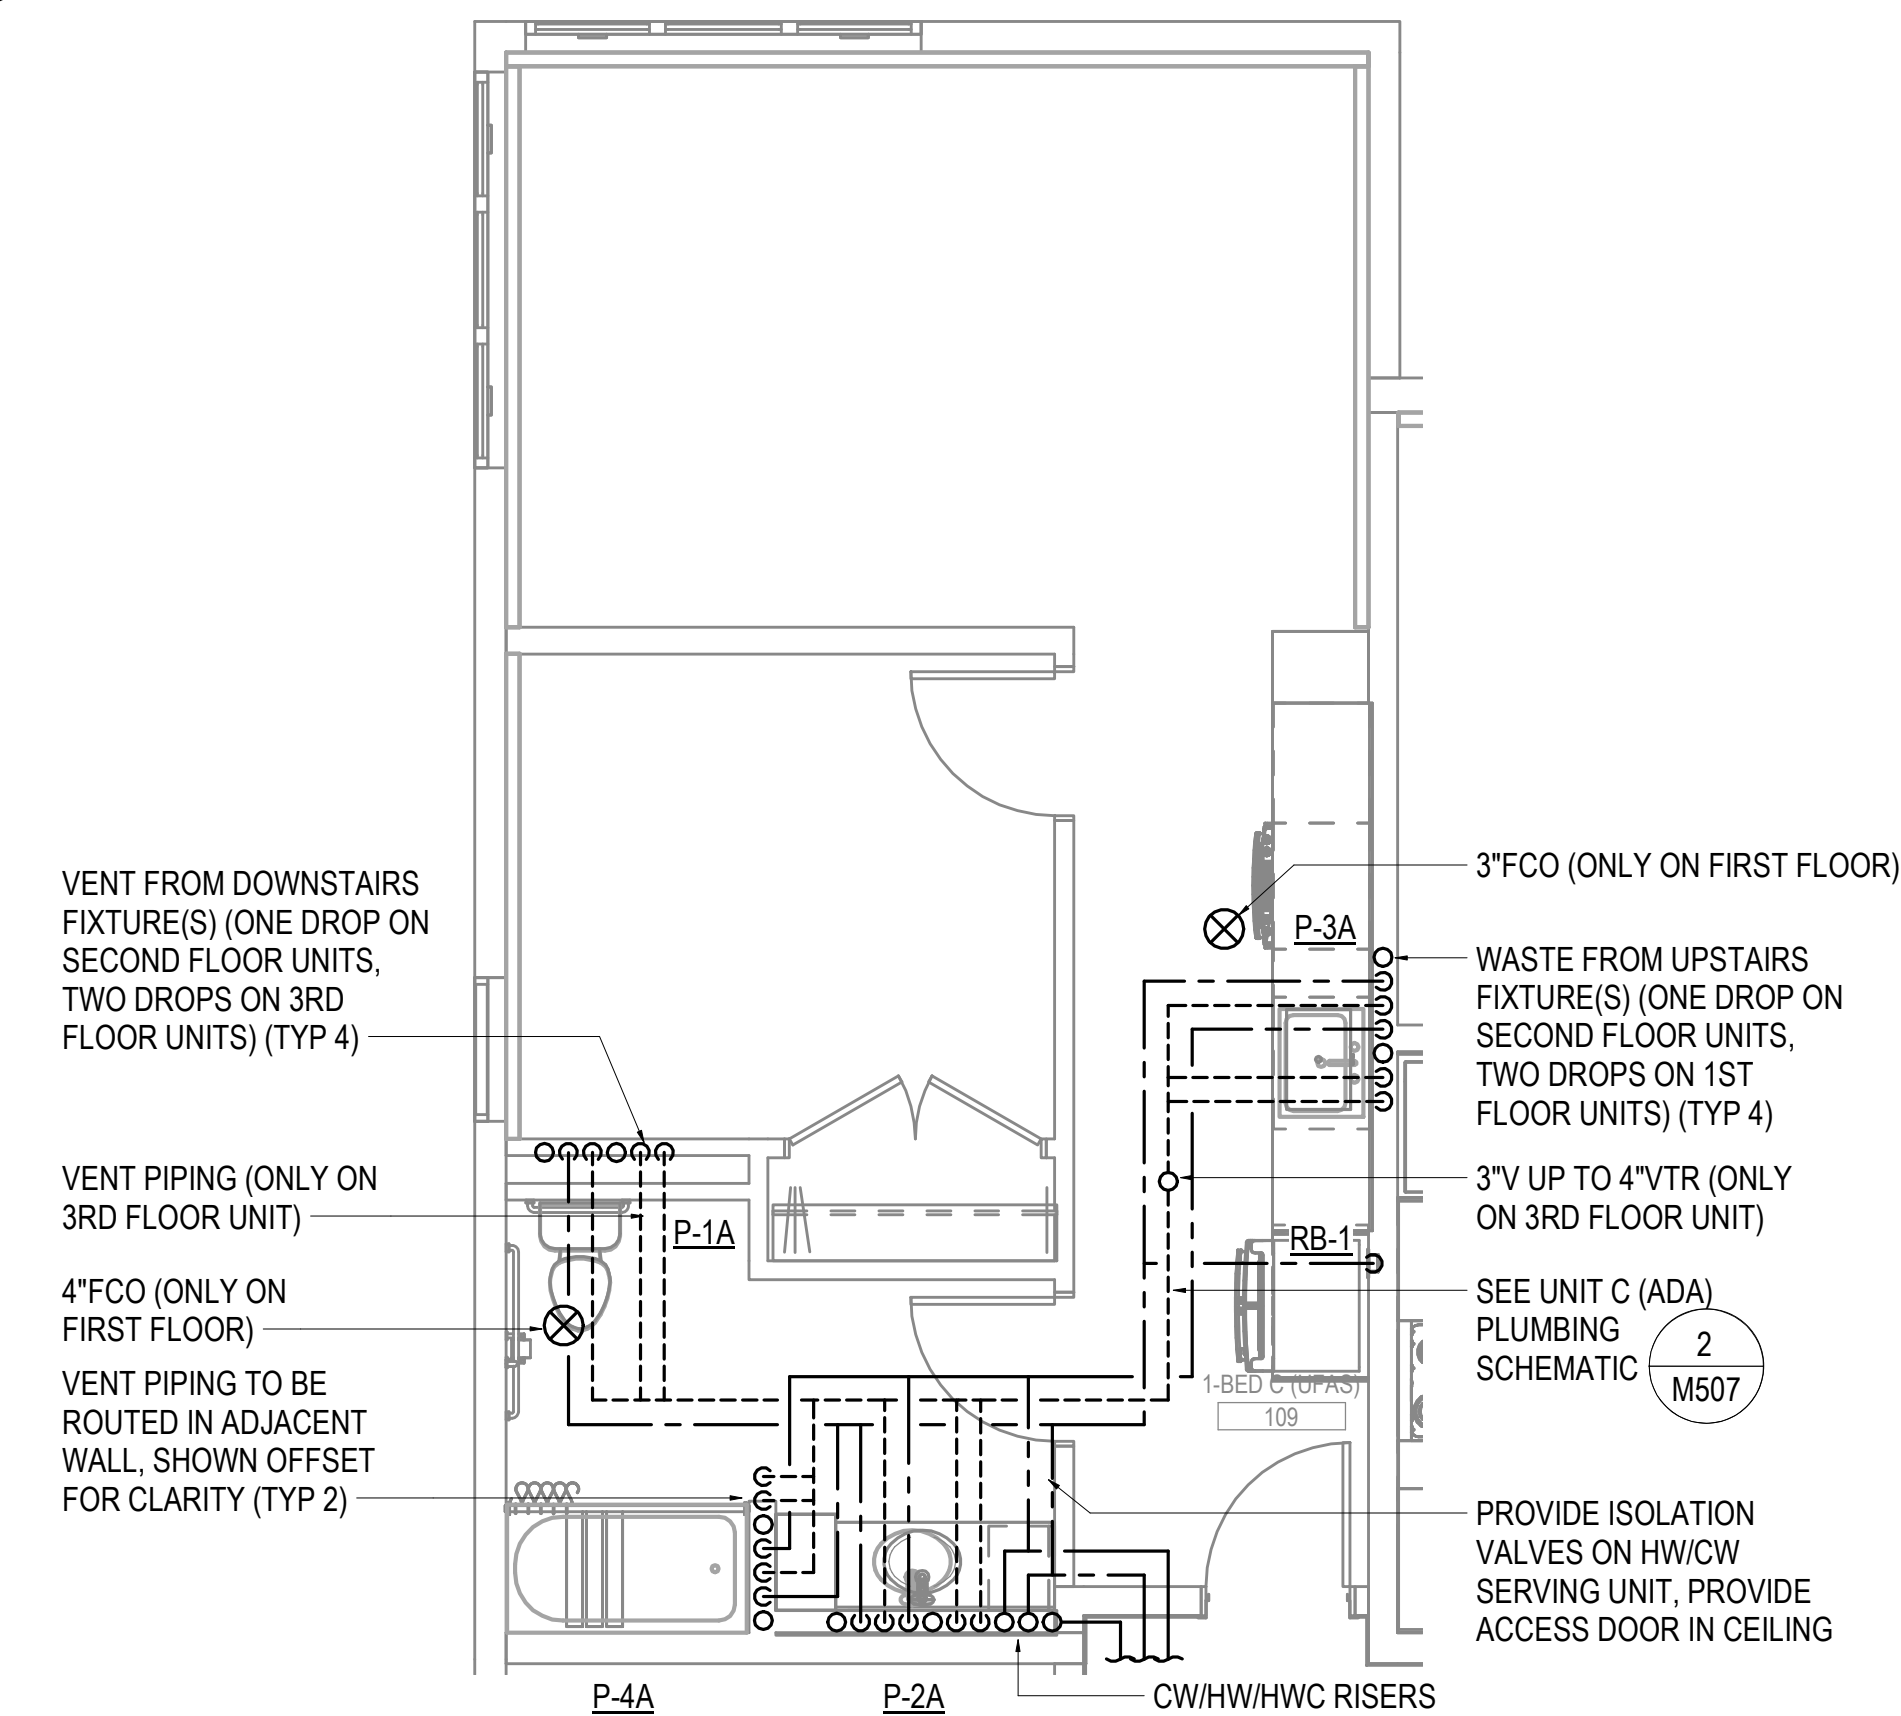 VENT FROM DOWNSTAIRS
FIXTURE(S) (ONE DROP ON
SECOND FLOOR UNITS,
TWO DROPS ON 3RD
FLOOR UNITS) (TYP 4)
VENT PIPING (ONLY ON
3RD FLOOR UNIT)
4"FCO (ONLY ON
FIRST FLOOR)
VENT PIPING TO BE
ROUTED IN ADJACENT
WALL, SHOWN OFFSET
FOR CLARITY (TYP 2)
P-1A
P-4A
P-2A
CW/HW/HWC RISERS
P-3A
RB-1
1-BED C (UFAS)
109
3"FCO (ONLY ON FIRST FLOOR)
WASTE FROM UPSTAIRS
FIXTURE(S) (ONE DROP ON
SECOND FLOOR UNITS,
TWO DROPS ON 1ST
FLOOR UNITS) (TYP 4)
3"V UP TO 4"VTR (ONLY
ON 3RD FLOOR UNIT)
SEE UNIT C (ADA)
PLUMBING
SCHEMATIC
2
M507
PROVIDE ISOLATION
VALVES ON HW/CW
SERVING UNIT, PROVIDE
ACCESS DOOR IN CEILING